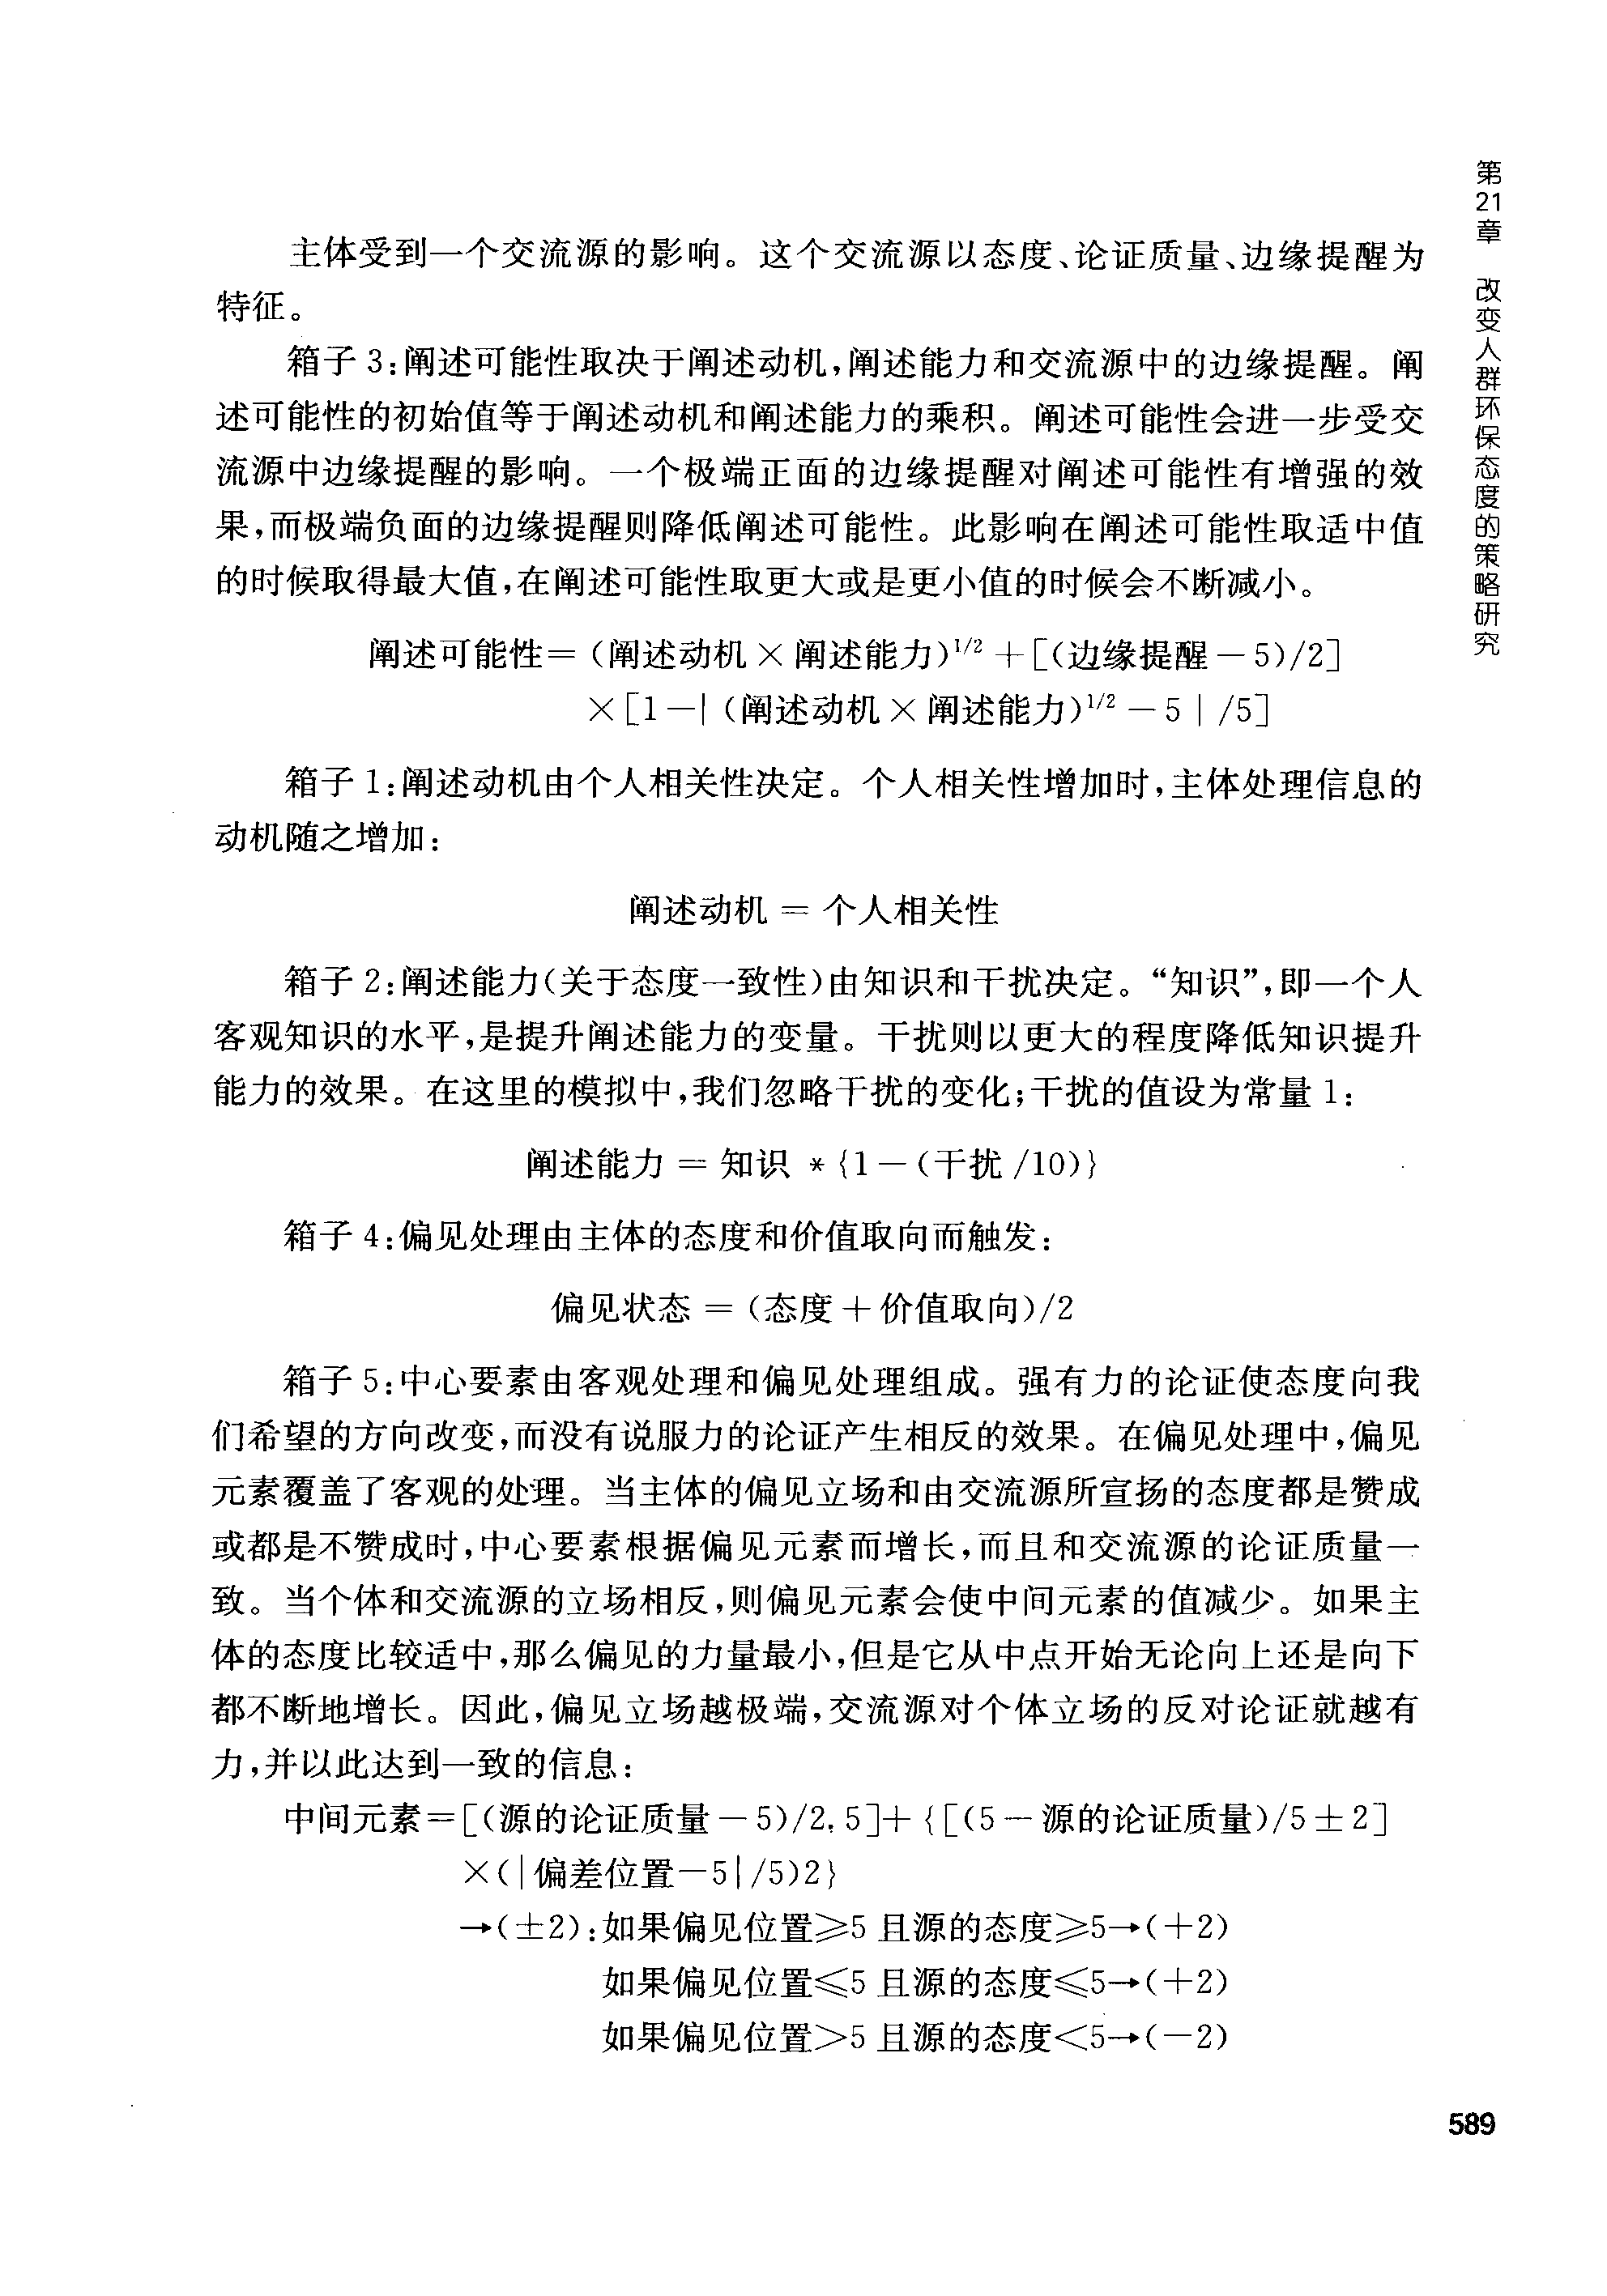 第21章 改变人群环保态度的策略研究
主体受到一个交流源的影响。这个交流源以态度、论证质量、边缘提醒为
特征。
箱子 3:阐述可能性取决于阐述动机,阐述能力和交流源中的边缘提醒。阐
述可能性的初始值等于阐述动机和阐述能力的乘积。阐述可能性会进一步受交
流源中边缘提醒的影响。一个极端正面的边缘提醒对阐述可能性有增强的效
果,而极端负面的边缘提醒则降低阐述可能性。此影响在阐述可能性取适中值
的时候取得最大值,在阐述可能性取更大或是更小值的时候会不断减小。
阐述可能性=(阐述动机×阐述能力)^{1/2}+[(边缘提醒-5)/2]
×[1-|(阐述动机×阐述能力)^{1/2}-5|/5]
箱子 1:阐述动机由个人相关性决定。个人相关性增加时,主体处理信息的
动机随之增加:
阐述动机 = 个人相关性
箱子 2:阐述能力(关于态度一致性)由知识和干扰决定。“知识”,即一个人
客观知识的水平,是提升阐述能力的变量。干扰则以更大的程度降低知识提升
能力的效果。在这里的模拟中,我们忽略干扰的变化;干扰的值设为常量 1:
阐述能力 = 知识 *{1-(干扰/10)}
箱子 4:偏见处理由主体的态度和价值取向而触发:
偏见状态 =(态度+价值取向)/2
箱子 5:中心要素由客观处理和偏见处理组成。强有力的论证使态度向我
们希望的方向改变,而没有说服力的论证产生相反的效果。在偏见处理中,偏见
元素覆盖了客观的处理。当主体的偏见立场和由交流源所宣扬的态度都是赞成
或都是不赞成时,中心要素根据偏见元素而增长,而且和交流源的论证质量一
致。当个体和交流源的立场相反,则偏见元素会使中间元素的值减少。如果主
体的态度比较适中,那么偏见的力量最小,但是它从中点开始无论向上还是向下
都不断地增长。因此,偏见立场越极端,交流源对个体立场的反对论证就越有
力,并以此达到一致的信息:
中间元素=[(源的论证质量-5)/2.5]+{[(5-源的论证质量)/5±2]
×(|偏差位置-5|/5)2}
→(±2):如果偏见位置≥5 且源的态度≥5→(+2)
如果偏见位置≤5 且源的态度≤5→(+2)
如果偏见位置>5 且源的态度<5→(-2)
589